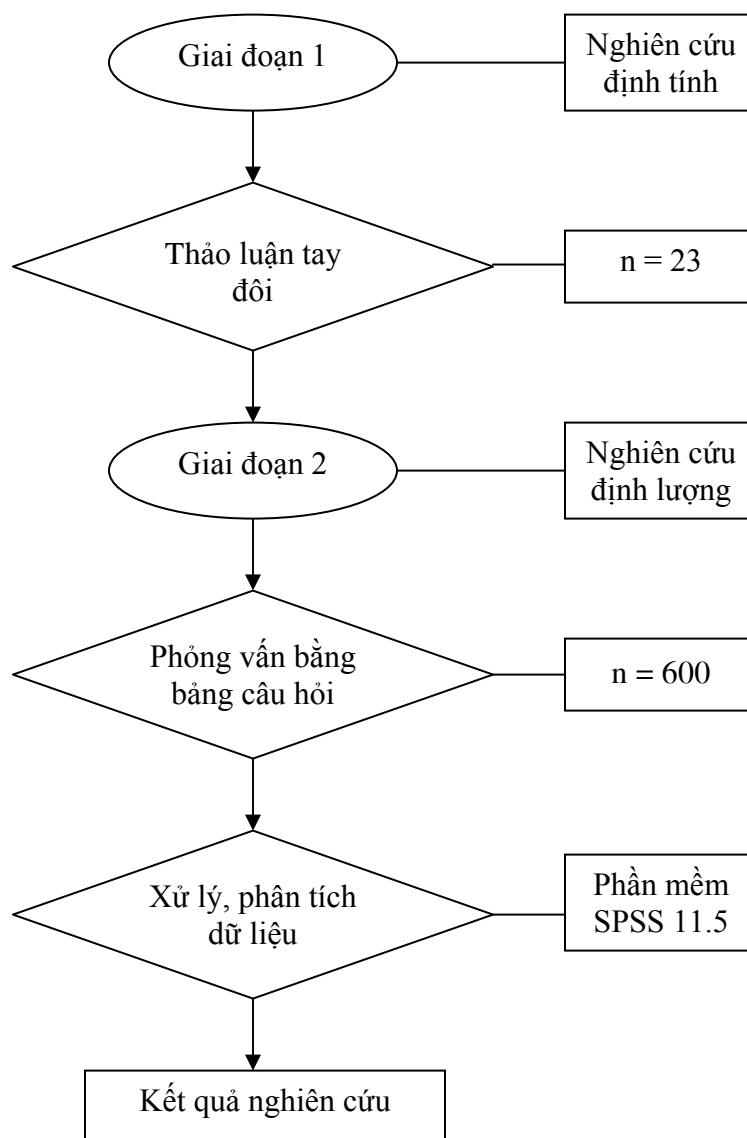 Giai đoạn 1
Nghiên cứu
định tính
Thảo luận tay
đôi
n = 23
Giai đoạn 2
Nghiên cứu
định lượng
Phỏng vấn bằng
bảng câu hỏi
n = 600
Xử lý, phân tích
dữ liệu
Phần mềm
SPSS 11.5
Kết quả nghiên cứu